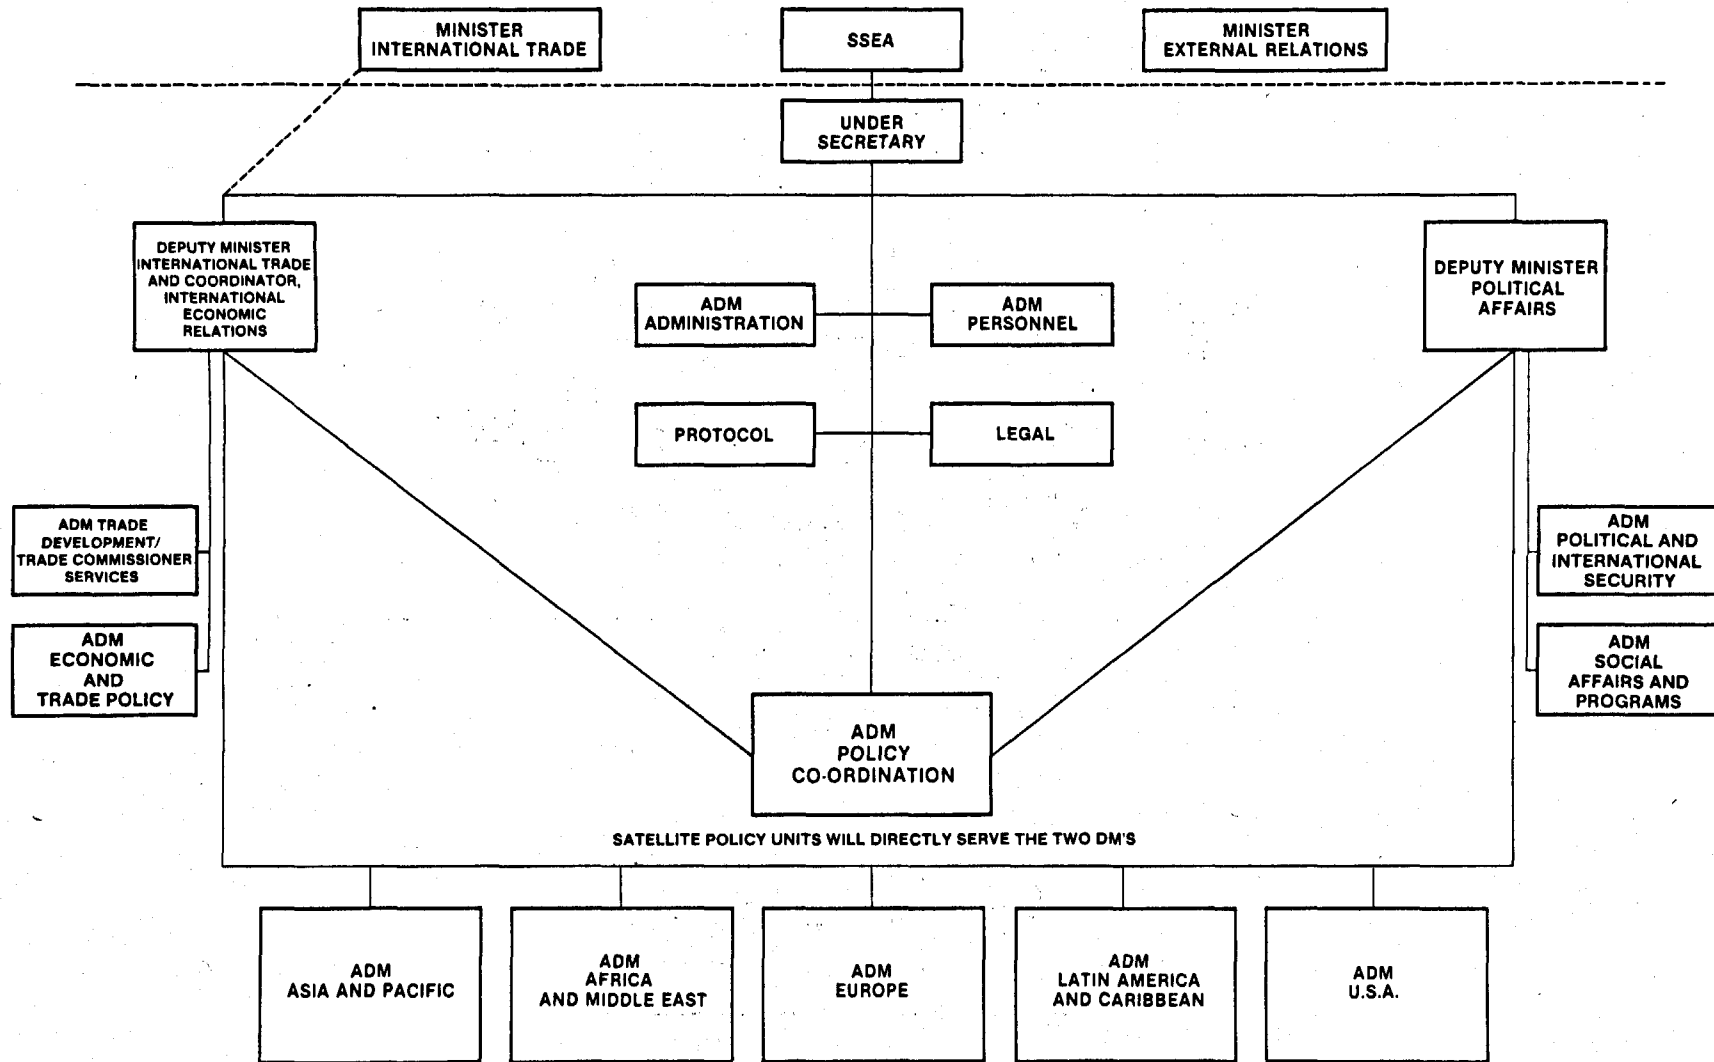 MINISTER
INTERNATIONAL TRADE
SSEA
MINISTER
EXTERNAL RELATIONS
UNDER
SECRETARY
DEPUTY MINISTER
INTERNATIONAL TRADE
AND COORDINATOR,
INTERNATIONAL
ECONOMIC
RELATIONS
DEPUTY MINISTER
POLITICAL
AFFAIRS
ADM
ADMINISTRATION
ADM
PERSONNEL
PROTOCOL
LEGAL
ADM TRADE
DEVELOPMENT/
TRADE COMMISSIONER
SERVICES
ADM
POLITICAL AND
INTERNATIONAL
SECURITY
ADM
ECONOMIC
AND
TRADE POLICY
ADM
SOCIAL
AFFAIRS AND
PROGRAMS
ADM
POLICY
CO-ORDINATION
SATELLITE POLICY UNITS WILL DIRECTLY SERVE THE TWO DM'S
ADM
ASIA AND PACIFIC
ADM
AFRICA
AND MIDDLE EAST
ADM
EUROPE
ADM
LATIN AMERICA
AND CARIBBEAN
ADM
U.S.A.